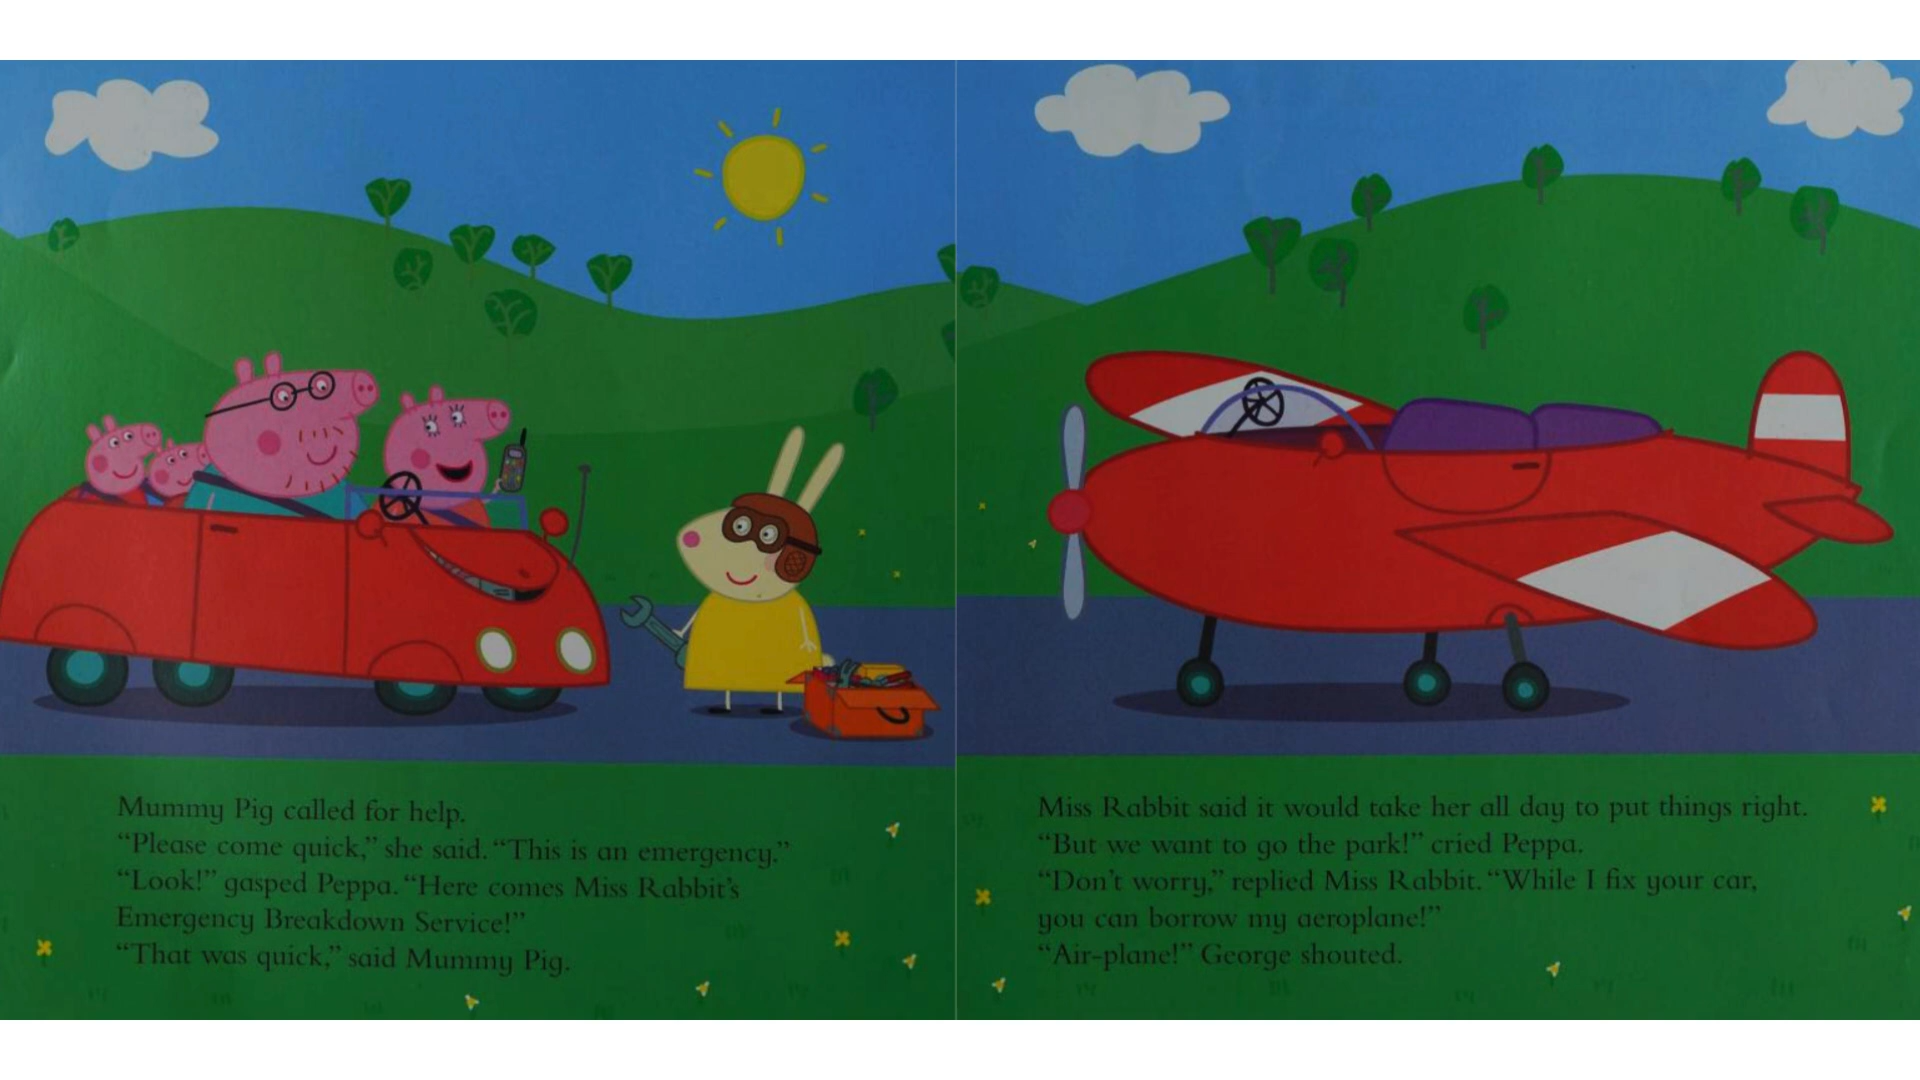 Mummy Pig called for help.
“Please come quick,” she said. “This is an emergency.”
“Look!” gasped Peppa. “Here comes Miss Rabbit’s
Emergency Breakdown Service!”
“That was quick,” said Mummy Pig.
Miss Rabbit said it would take her all day to put things right.
“But we want to go the park!” cried Peppa.
“Don’t worry,” replied Miss Rabbit. “While I fix your car,
you can borrow my aeroplane!”
“Air-plane!” George shouted.